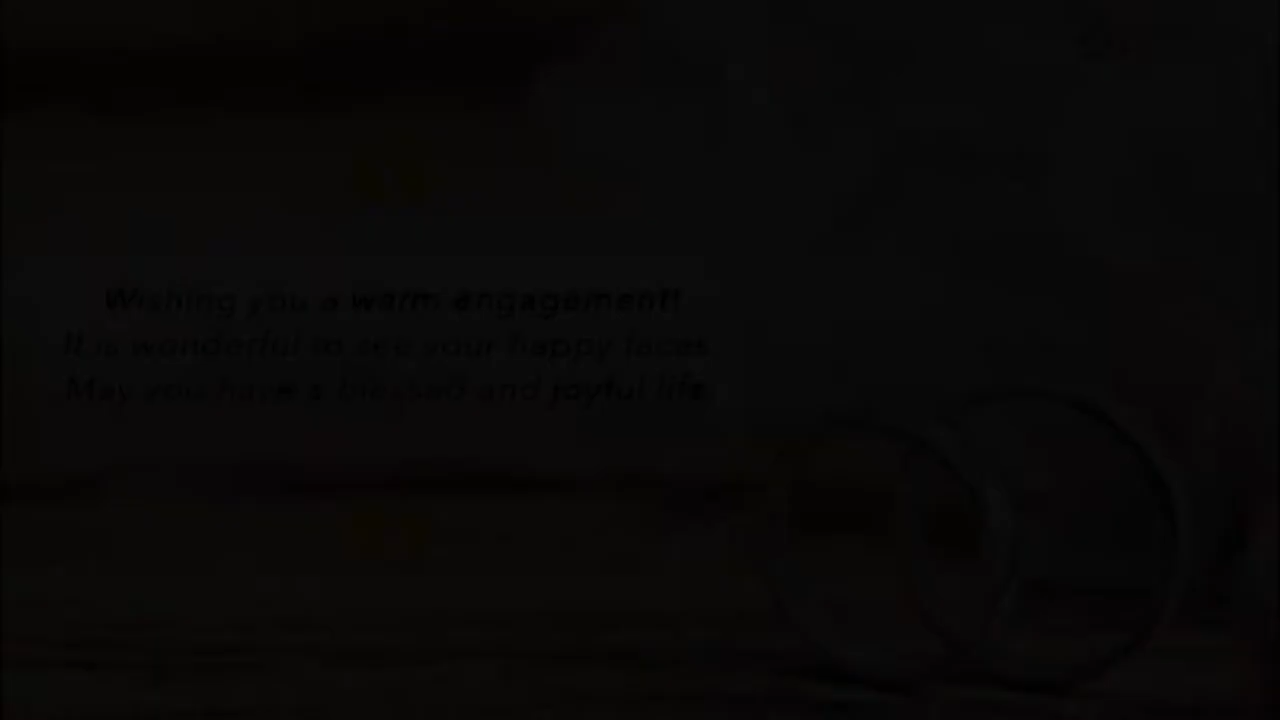 Wishing you a warm engagement!
It is wonderful to see your happy faces
May you have a blessed and joyful life